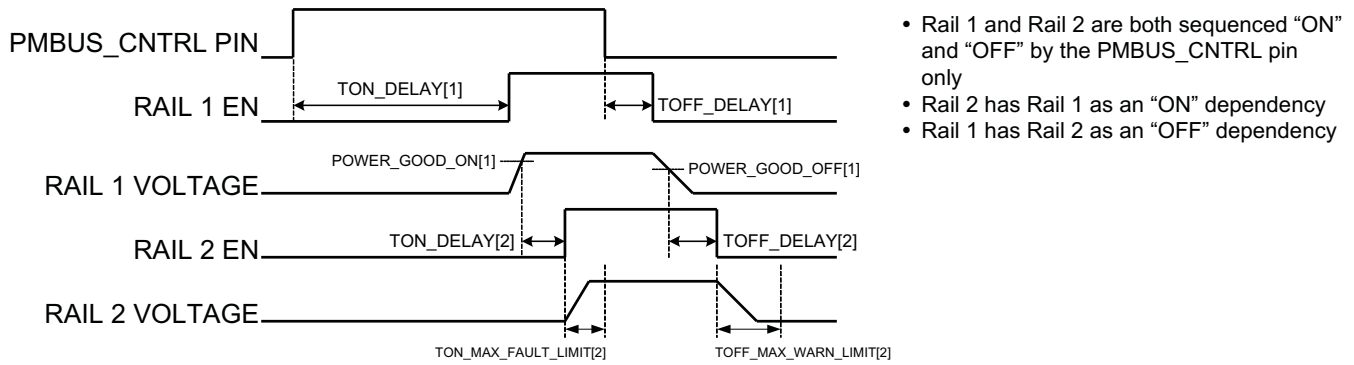 PMBUS_CNTRL PIN
RAIL 1 EN
TON_DELAY[1]
TOFF_DELAY[1]
RAIL 1 VOLTAGE
POWER_GOOD_ON[1]
POWER_GOOD_OFF[1]
RAIL 2 EN
TON_DELAY[2]
TOFF_DELAY[2]
RAIL 2 VOLTAGE
TON_MAX_FAULT_LIMIT[2]
TOFF_MAX_WARN_LIMIT[2]
• Rail 1 and Rail 2 are both sequenced “ON”
and “OFF” by the PMBUS_CNTRL pin
only
• Rail 2 has Rail 1 as an “ON” dependency
• Rail 1 has Rail 2 as an “OFF” dependency